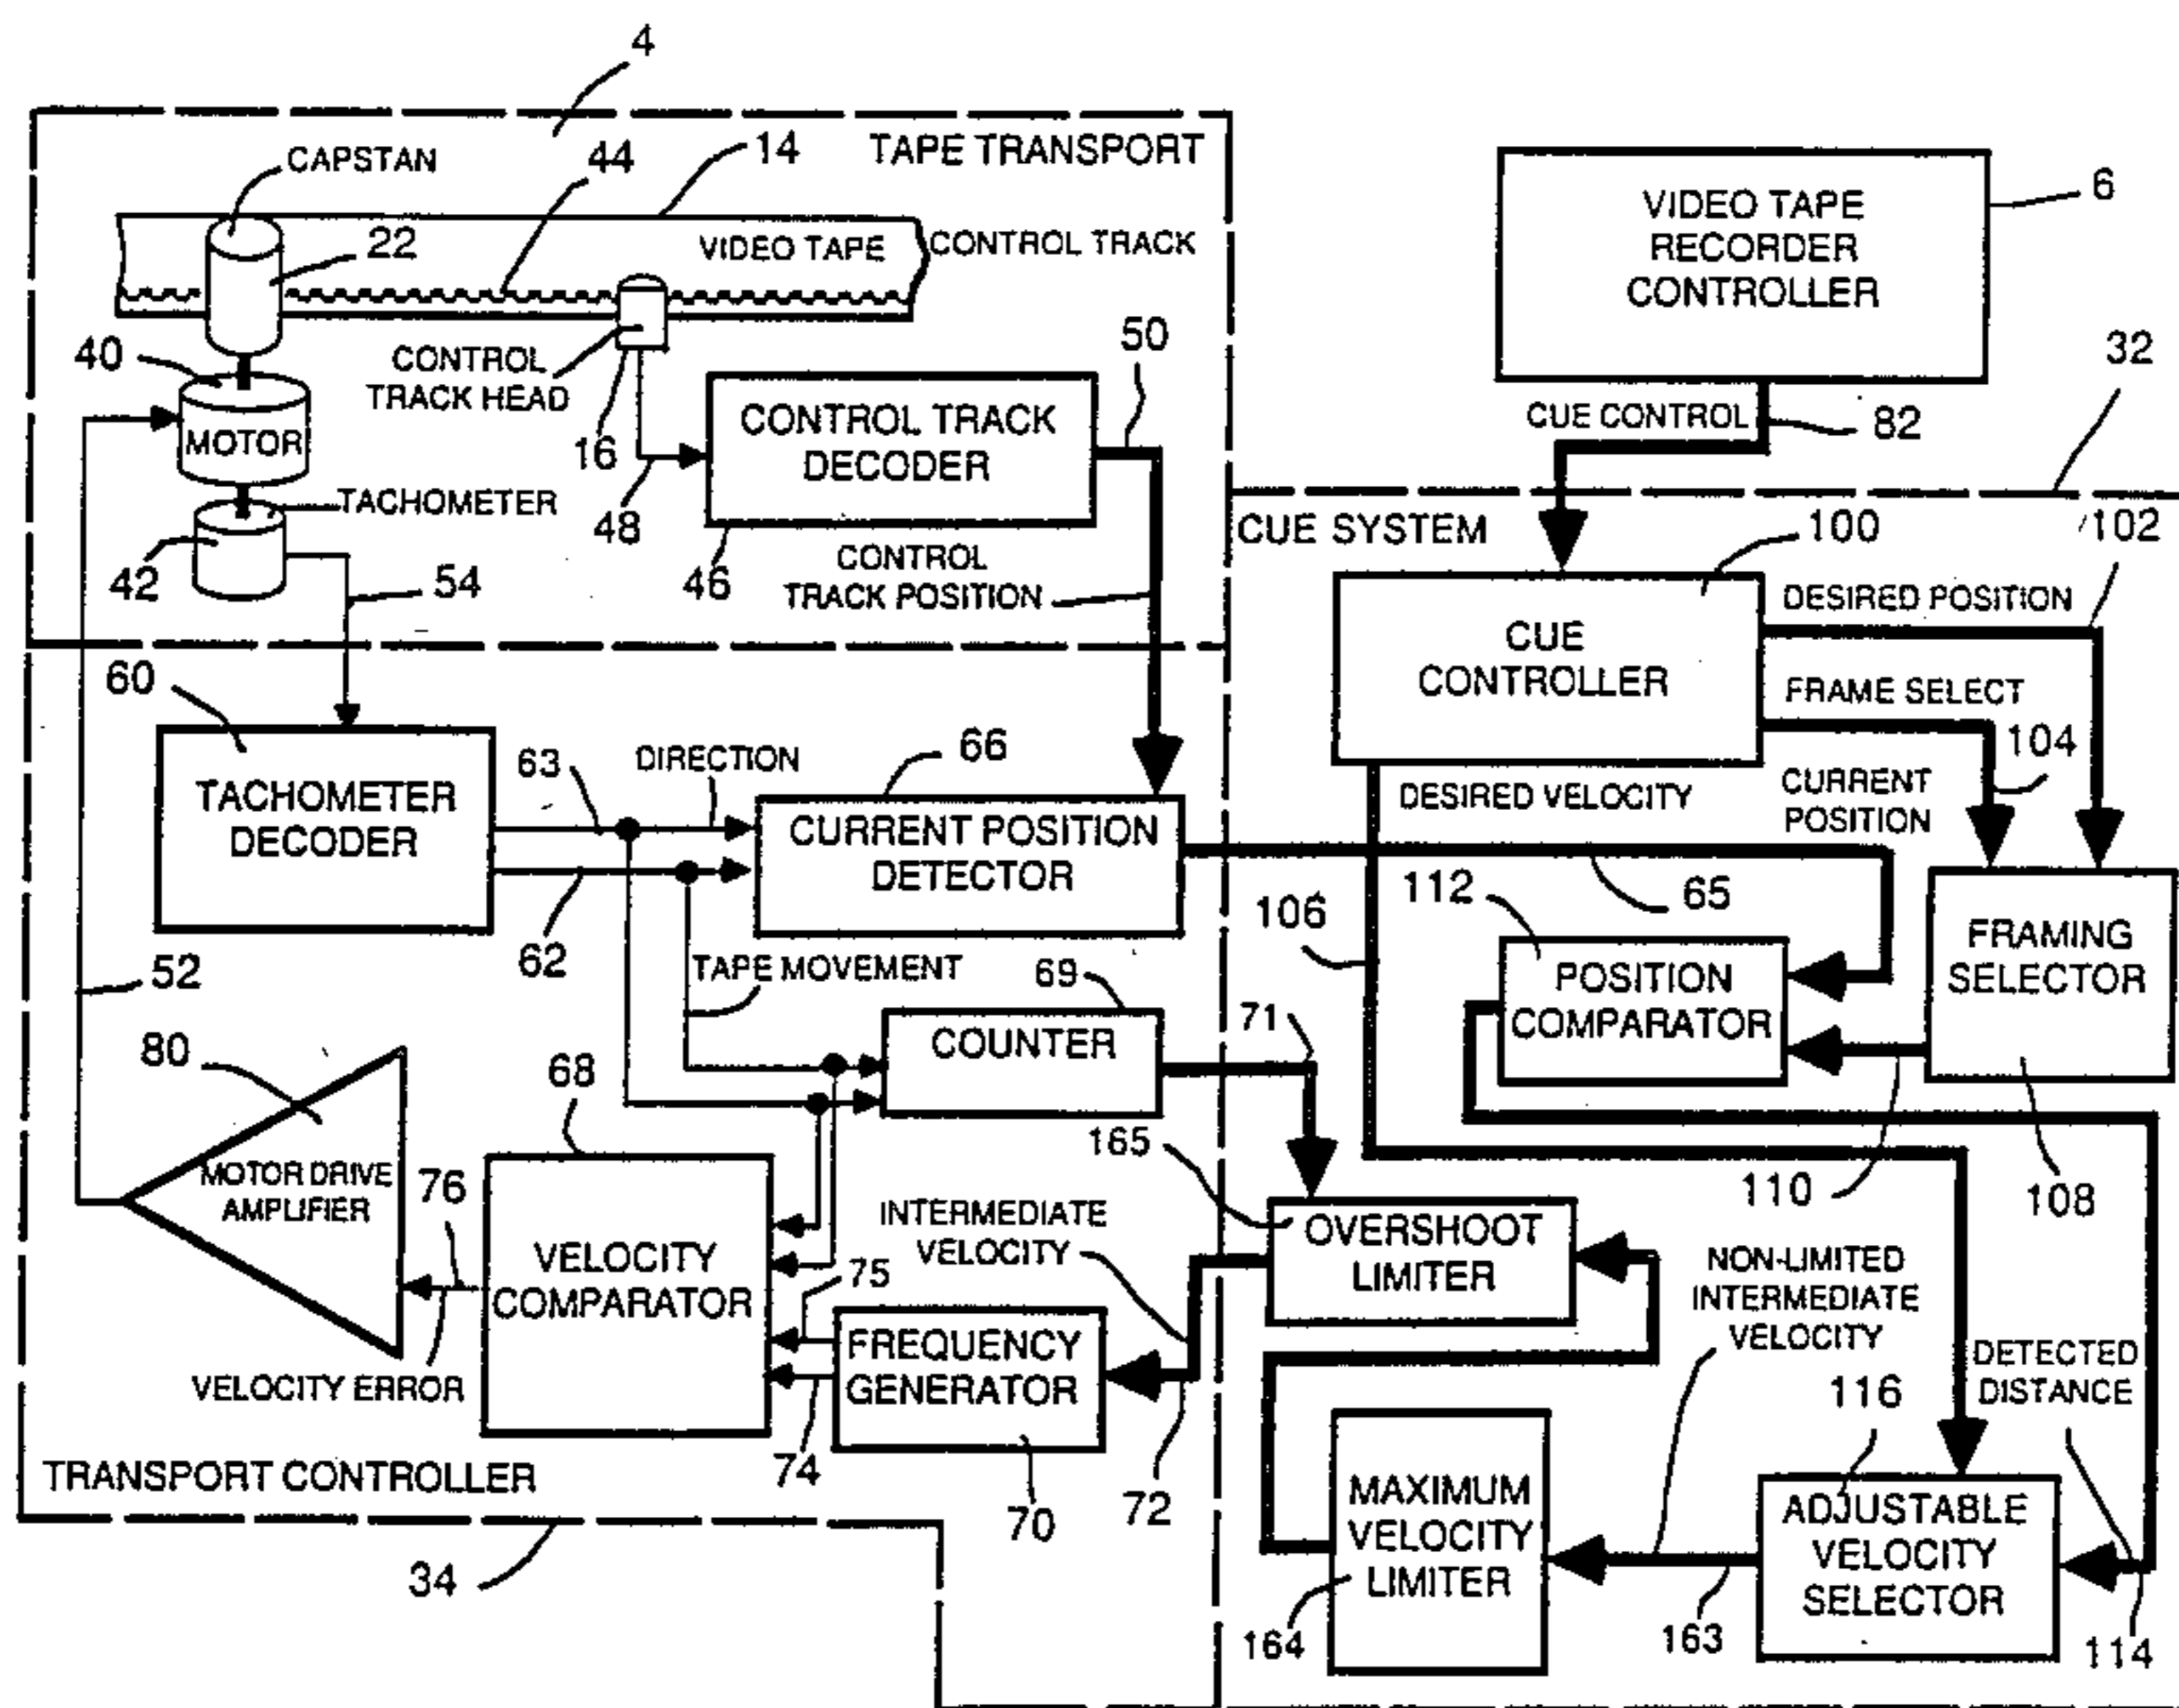 4
TAPE TRANSPORT
CAPSTAN
44
14
22
VIDEO TAPE
CONTROL TRACK
40
CONTROL
TRACK HEAD
16
MOTOR
TACHOMETER
42
54
48
CONTROL TRACK
DECODER
46
50
CONTROL
TRACK POSITION
VIDEO TAPE
RECORDER
CONTROLLER
6
CUE CONTROL
82
32
CUE SYSTEM
100
102
CUE
CONTROLLER
DESIRED POSITION
FRAME SELECT
104
DESIRED VELOCITY
CURRENT
POSITION
60
TACHOMETER
DECODER
63
DIRECTION
66
CURRENT POSITION
DETECTOR
62
TAPE MOVEMENT
65
106
112
POSITION
COMPARATOR
FRAMING
SELECTOR
52
69
COUNTER
71
110
108
80
MOTOR DRIVE
AMPLIFIER
76
VELOCITY ERROR
68
VELOCITY
COMPARATOR
165
OVERSHOOT
LIMITER
INTERMEDIATE
VELOCITY
75
FREQUENCY
GENERATOR
74
70
72
NON-LIMITED
INTERMEDIATE
VELOCITY
DETECTED
DISTANCE
116
MAXIMUM
VELOCITY
LIMITER
164
163
ADJUSTABLE
VELOCITY
SELECTOR
114
TRANSPORT CONTROLLER
34